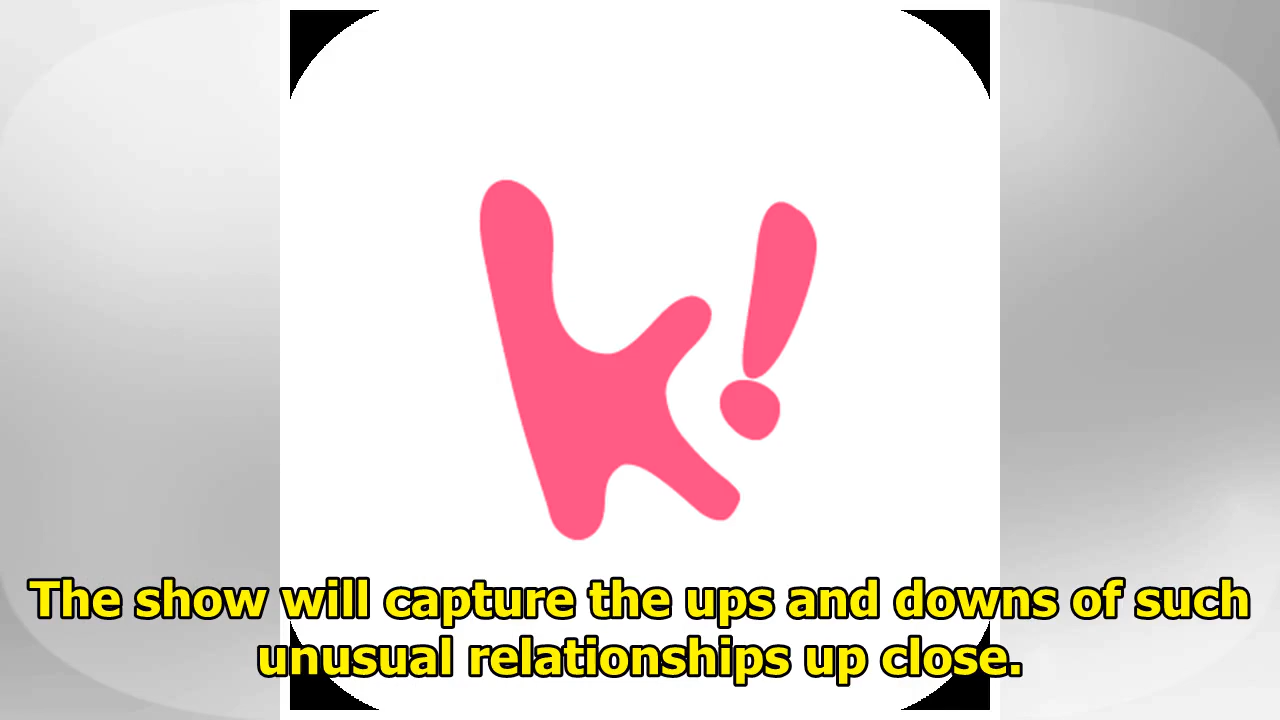 k!
The show will capture the ups and downs of such
unusual relationships up close.